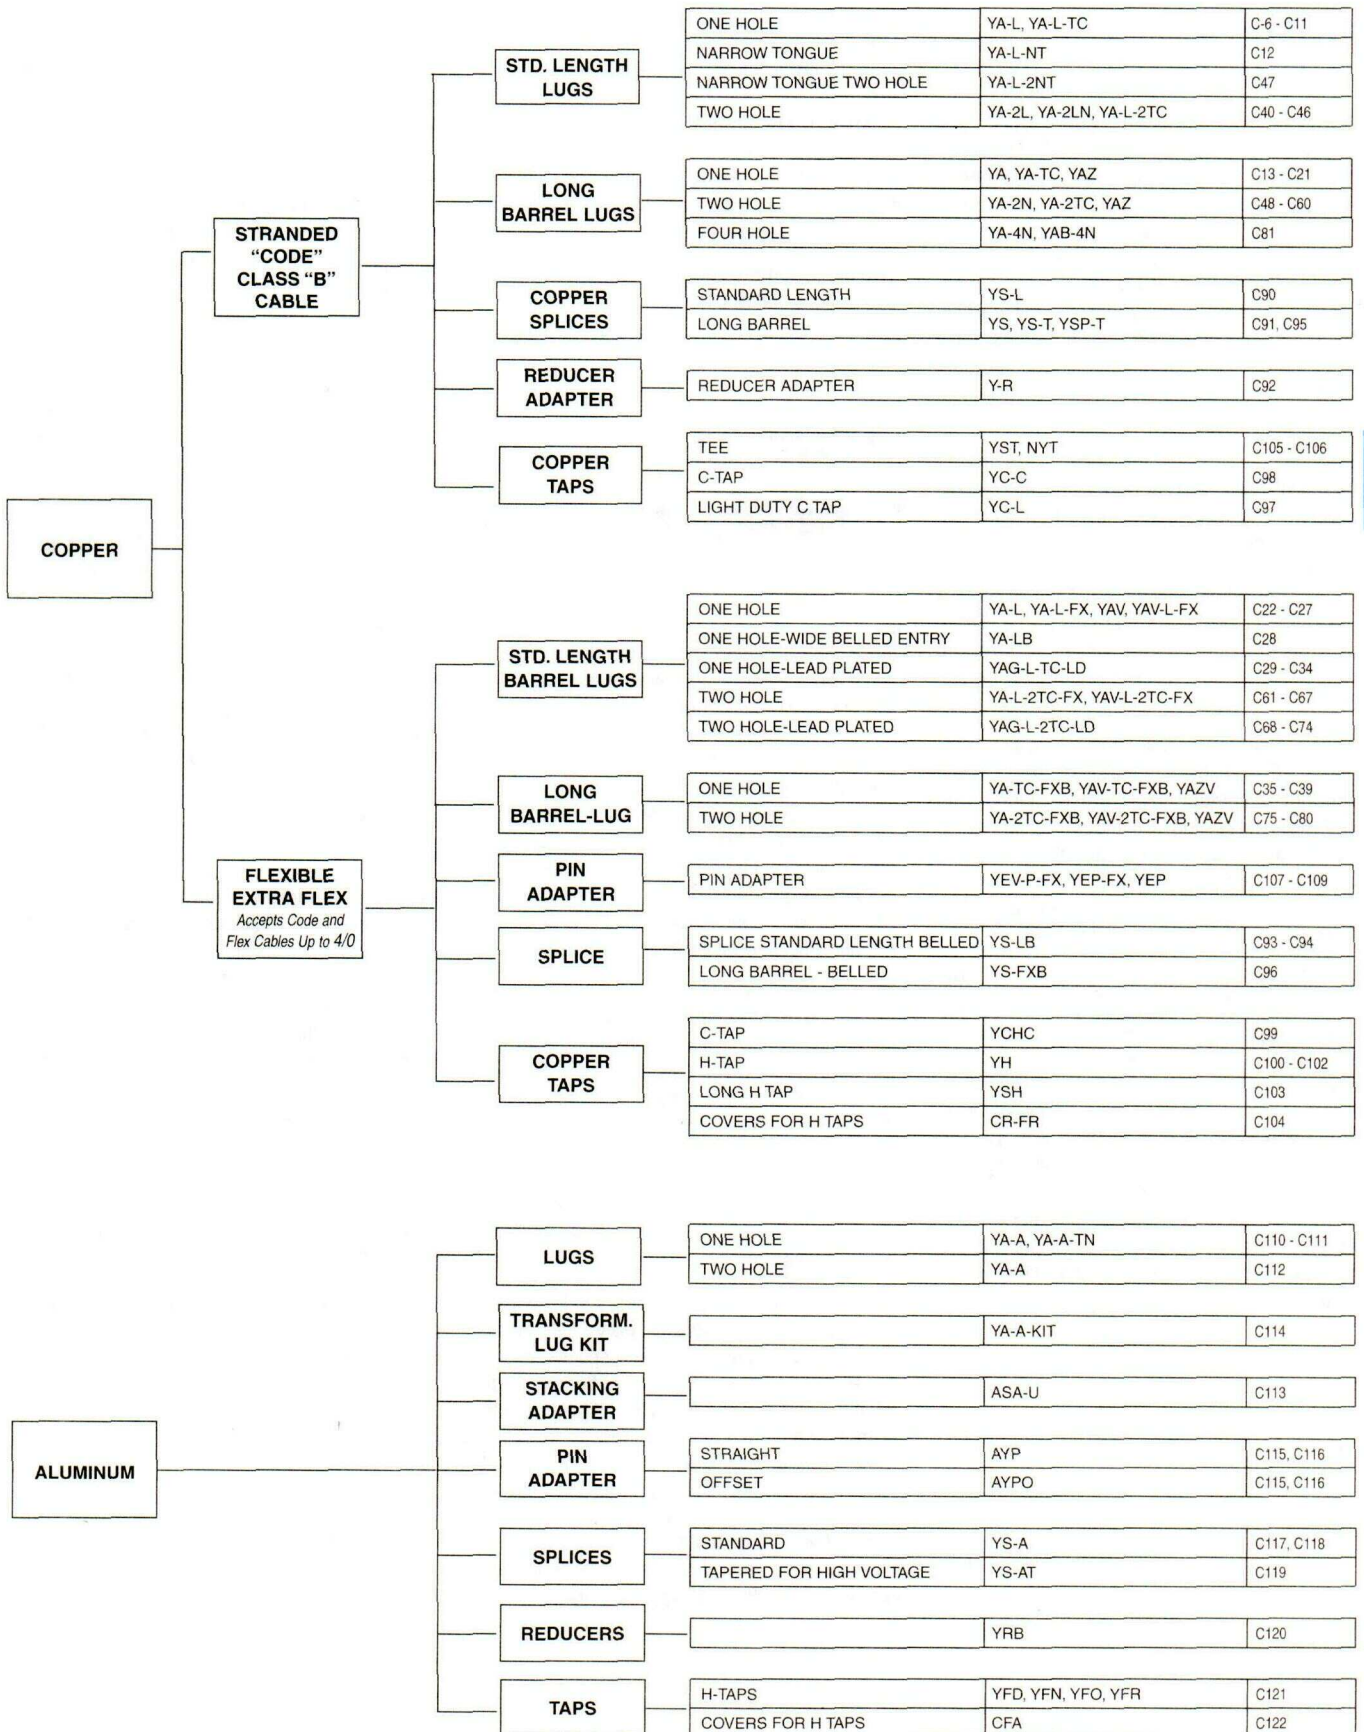 ONE HOLE YA-L, YA-L-TC C-6 - C11
NARROW TONGUE YA-L-NT C12
NARROW TONGUE TWO HOLE YA-L-2NT C47
TWO HOLE YA-2L, YA-2LN, YA-L-2TC C40 - C46
STD. LENGTH
LUGS
ONE HOLE YA, YA-TC, YAZ C13 - C21
TWO HOLE YA-2N, YA-2TC, YAZ C48 - C60
FOUR HOLE YA-4N, YAB-4N C81
LONG
BARREL LUGS
STRANDED
“CODE”
CLASS “B”
CABLE
COPPER
SPLICES
STANDARD LENGTH YS-L C90
LONG BARREL YS, YS-T, YSP-T C91, C95
REDUCER
ADAPTER
REDUCER ADAPTER Y-R C92
COPPER
TAPS
TEE YST, NYT C105 - C106
C-TAP YC-C C98
LIGHT DUTY C TAP YC-L C97
COPPER
STD. LENGTH
BARREL LUGS
ONE HOLE YA-L, YA-L-FX, YAV, YAV-L-FX C22 - C27
ONE HOLE-WIDE BELLED ENTRY YA-LB C28
ONE HOLE-LEAD PLATED YAG-L-TC-LD C29 - C34
TWO HOLE YA-L-2TC-FX, YAV-L-2TC-FX C61 - C67
TWO HOLE-LEAD PLATED YAG-L-2TC-LD C68 - C74
LONG
BARREL-LUG
ONE HOLE YA-TC-FXB, YAV-TC-FXB, YAZV C35 - C39
TWO HOLE YA-2TC-FXB, YAV-2TC-FXB, YAZV C75 - C80
FLEXIBLE
EXTRA FLEX
Accepts Code and
Flex Cables Up to 4/0
PIN
ADAPTER
PIN ADAPTER YEV-P-FX, YEP-FX, YEP C107 - C109
SPLICE
SPLICE STANDARD LENGTH BELLED YS-LB C93 - C94
LONG BARREL - BELLED YS-FXB C96
COPPER
TAPS
C-TAP YCHC C99
H-TAP YH C100 - C102
LONG H TAP YSH C103
COVERS FOR H TAPS CR-FR C104
LUGS
ONE HOLE YA-A, YA-A-TN C110 - C111
TWO HOLE YA-A C112
TRANSFORM.
LUG KIT
YA-A-KIT C114
STACKING
ADAPTER
ASA-U C113
ALUMINUM
PIN
ADAPTER
STRAIGHT AYP C115, C116
OFFSET AYPO C115, C116
SPLICES
STANDARD YS-A C117, C118
TAPERED FOR HIGH VOLTAGE YS-AT C119
REDUCERS
YRB C120
TAPS
H-TAPS YFD, YFN, YFO, YFR C121
COVERS FOR H TAPS CFA C122